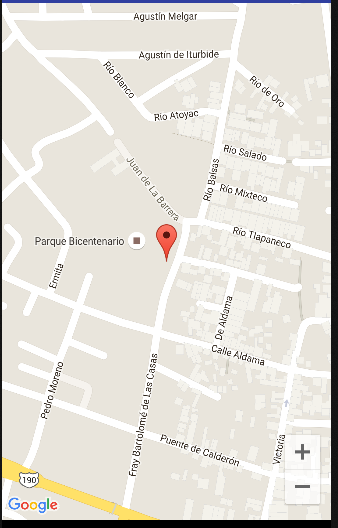 Agustín Melgar
Agustín de Iturbide
Río Blanco
Río de Oro
Río Atoyac
Río Salado
Juan de La Barrera
Río Balsas
Río Mixteco
Parque Bicentenario
Río Tlapaneco
Ermita
De Aldama
Calle Aldama
Pedro Moreno
Fray Barrolomé de Las Casas
Puente de Calderón
Victoria
+
190
Google
−